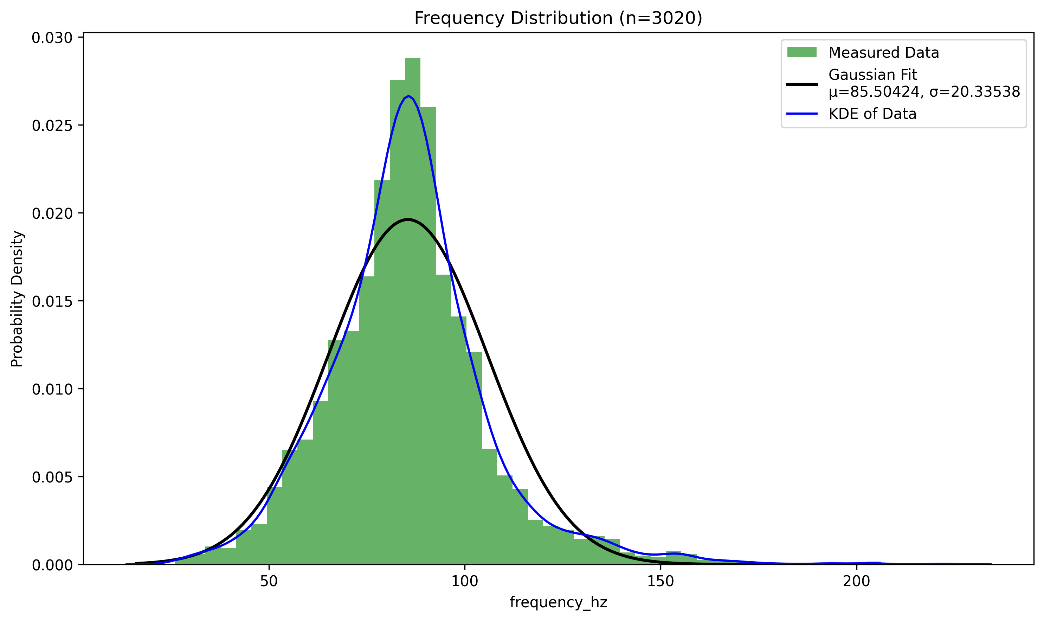 Frequency Distribution (n=3020)
Measured Data
Gaussian Fit
μ=85.50424, σ=20.33538
KDE of Data
Probability Density
0.030
0.025
0.020
0.015
0.010
0.005
0.000
50
100
150
200
frequency_hz